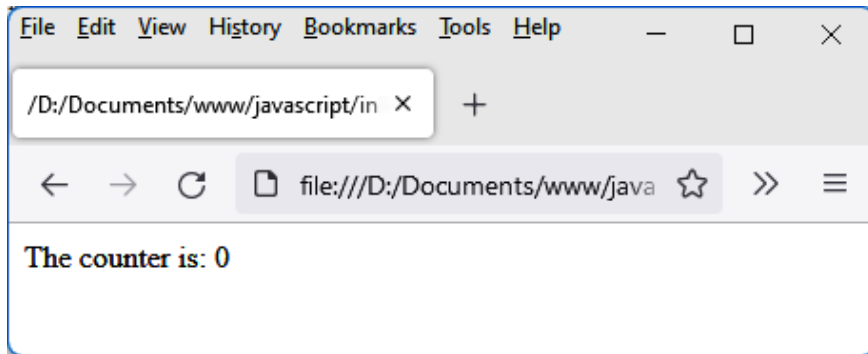 File Edit View History Bookmarks Tools Help
/D:/Documents/www/javascript/in
file:///D:/Documents/www/java
The counter is: 0